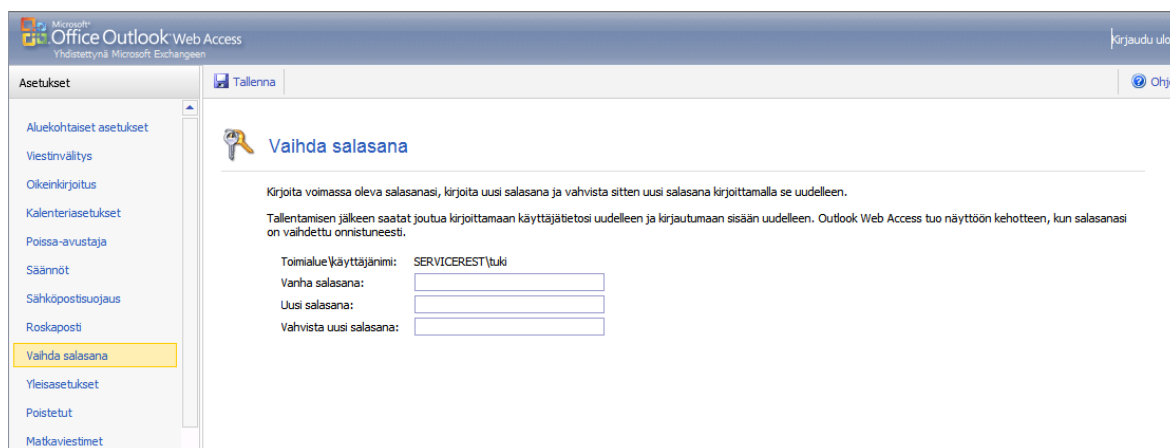 Microsoft
Office Outlook Web Access
Yhdistettynä Microsoft Exchangeen
Kirjaudu ulo
Asetukset
Tallenna
Ohj
Aluekohtaiset asetukset
Viestinvälitys
Oikeinkirjoitus
Kalenteriasetukset
Poissa-avustaja
Säännöt
Sähköpostisuojaus
Roskaposti
Vaihda salasana
Yleisasetukset
Poistetut
Matkaviestimet
Vaihda salasana
Kirjoita voimassa oleva salasanasi, kirjoita uusi salasana ja vahvista sitten uusi salasana kirjoittamalla se uudelleen.
Tallentamisen jälkeen saatat joutua kirjoittamaan käyttäjätietosi uudelleen ja kirjautumaan sisään uudelleen. Outlook Web Access tuo näyttöön kehotteen, kun salasanasi
on vaihdettu onnistuneesti.
Toimialue\käyttäjänimi: SERVICEREST\tuki
Vanha salasana:
Uusi salasana:
Vahvista uusi salasana: